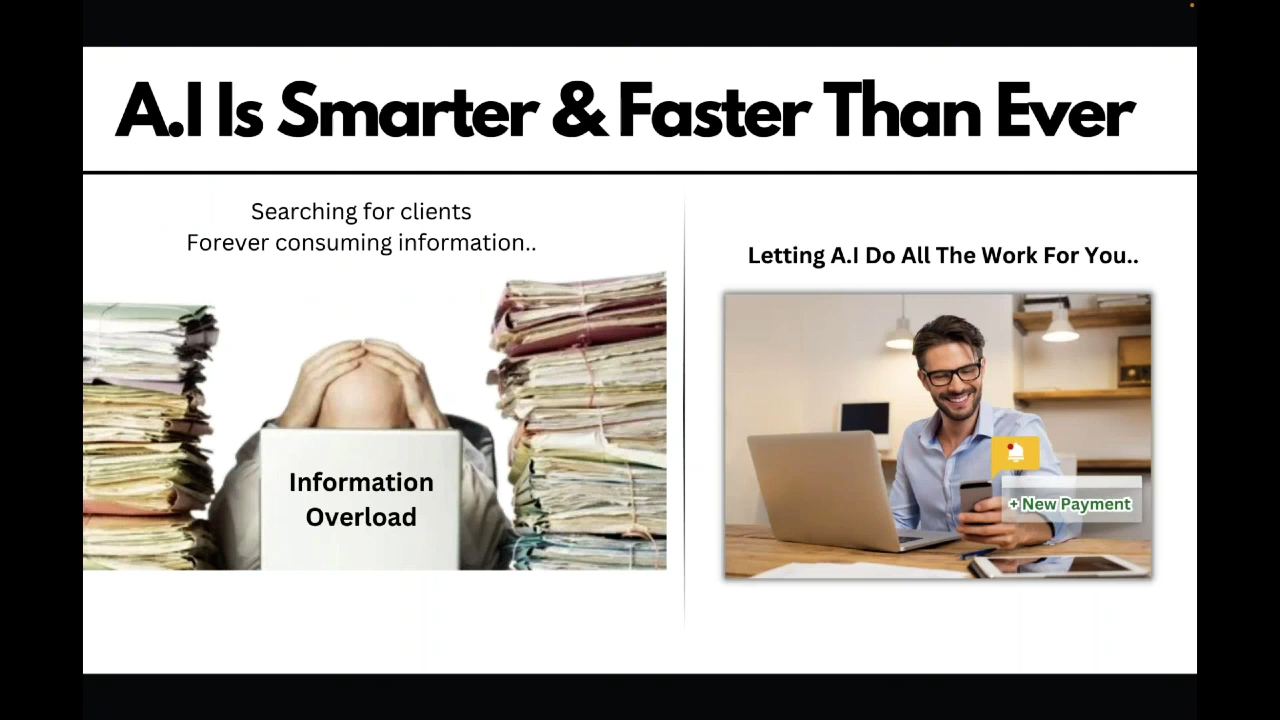 A.I Is Smarter & Faster Than Ever
Searching for clients
Forever consuming information..
Information
Overload
Letting A.I Do All The Work For You..
+ New Payment